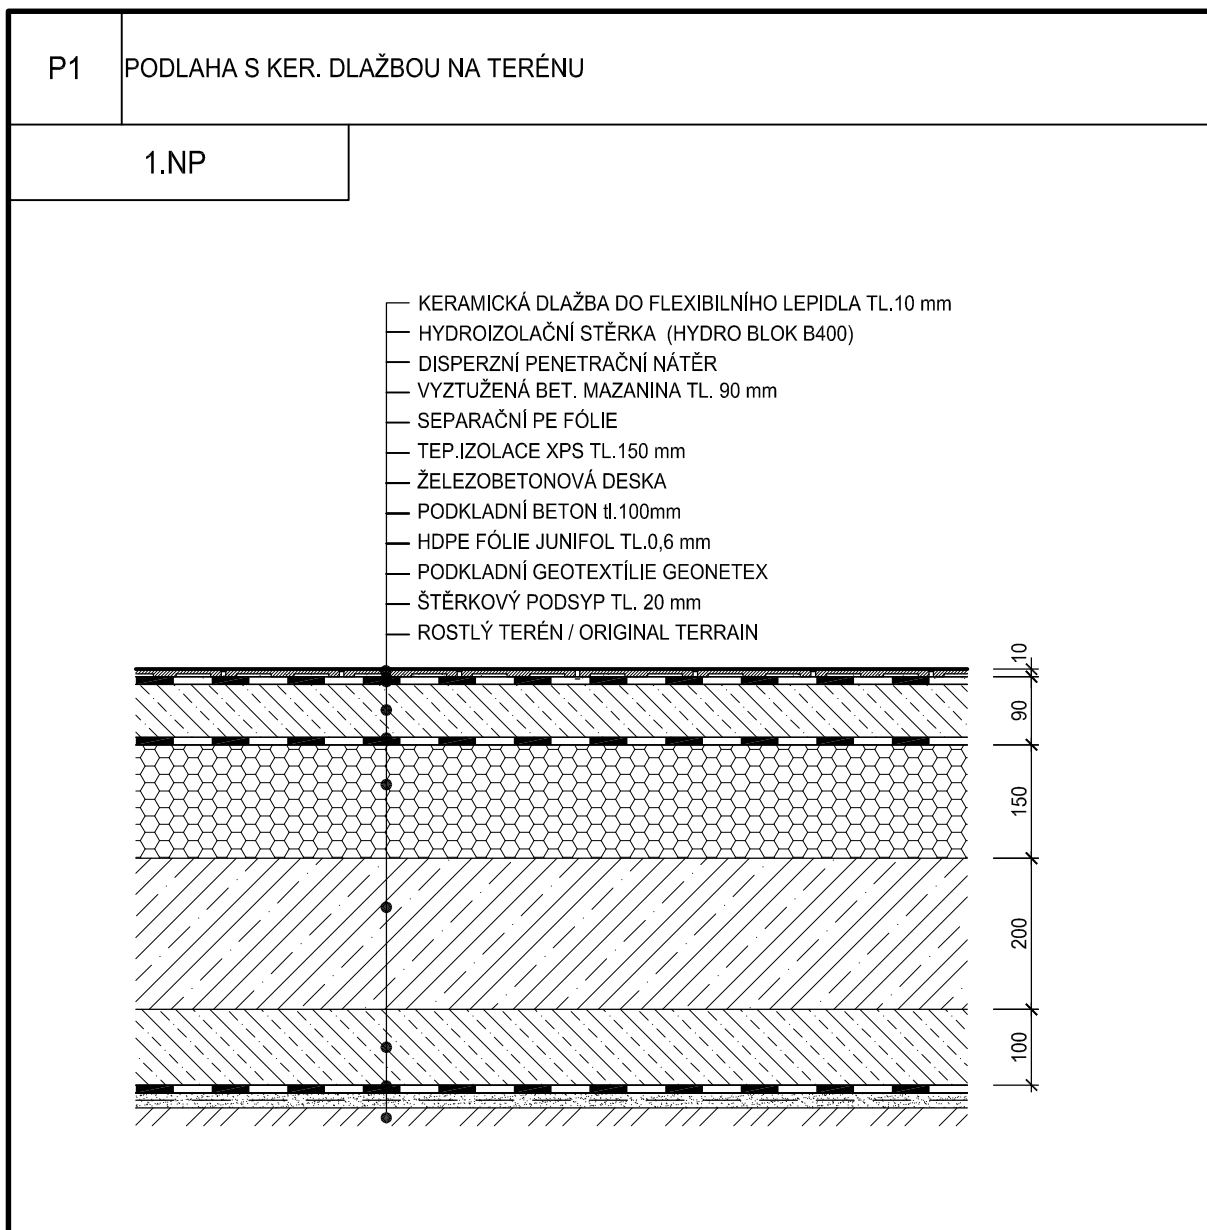 P1
PODLAHA S KER. DLAŽBOU NA TERÉNU
1.NP
KERAMICKÁ DLAŽBA DO FLEXIBILNÍHO LEPIDLA TL.10 mm
HYDROIZOLAČNÍ STĚRKA (HYDRO BLOK B400)
DISPERZNÍ PENETRAČNÍ NÁTĚR
VYZTUŽENÁ BET. MAZANINA TL. 90 mm
SEPARAČNÍ PE FÓLIE
TEP.IZOLACE XPS TL.150 mm
ŽELEZOBETONOVÁ DESKA
PODKLADNÍ BETON tl.100mm
HDPE FÓLIE JUNIFOL TL.0,6 mm
PODKLADNÍ GEOTEXTÍLIE GEONETEX
ŠTĚRKOVÝ PODSYP TL. 20 mm
ROSTLÝ TERÉN / ORIGINAL TERRAIN
10
90
150
200
100